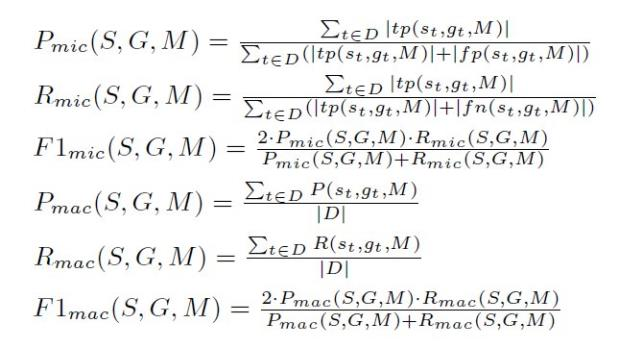 P_{mic}(S, G, M) = \frac{\sum_{t \in D} |tp(s_t, g_t, M)|}{\sum_{t \in D} (|tp(s_t, g_t, M)| + |fp(s_t, g_t, M)|)}
R_{mic}(S, G, M) = \frac{\sum_{t \in D} |tp(s_t, g_t, M)|}{\sum_{t \in D} (|tp(s_t, g_t, M)| + |fn(s_t, g_t, M)|)}
F1_{mic}(S, G, M) = \frac{2 \cdot P_{mic}(S, G, M) \cdot R_{mic}(S, G, M)}{P_{mic}(S, G, M) + R_{mic}(S, G, M)}
P_{mac}(S, G, M) = \frac{\sum_{t \in D} P(s_t, g_t, M)}{|D|}
R_{mac}(S, G, M) = \frac{\sum_{t \in D} R(s_t, g_t, M)}{|D|}
F1_{mac}(S, G, M) = \frac{2 \cdot P_{mac}(S, G, M) \cdot R_{mac}(S, G, M)}{P_{mac}(S, G, M) + R_{mac}(S, G, M)}